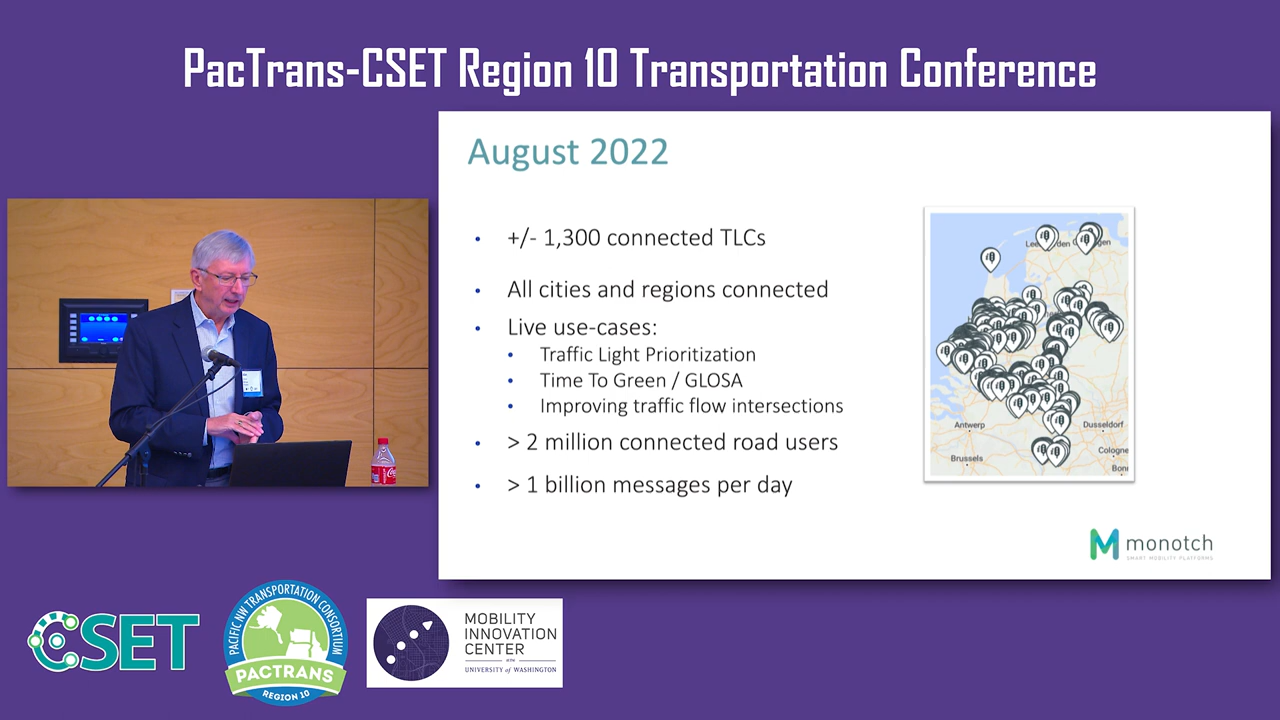 PacTrans-CSET Region 10 Transportation Conference
August 2022
+/- 1,300 connected TLCs
All cities and regions connected
Live use-cases:
Traffic Light Prioritization
Time To Green / GLOSA
Improving traffic flow intersections
> 2 million connected road users
> 1 billion messages per day
Antwerp
Dusseldorf
Brussels
Cologne
Bonn
monotch
SMART MOBILITY PLATFORMS
CSET
PACIFIC NW TRANSPORTATION CONSORTIUM
PACTRANS
REGION 10
MOBILITY
INNOVATION
CENTER
UNIVERSITY of WASHINGTON